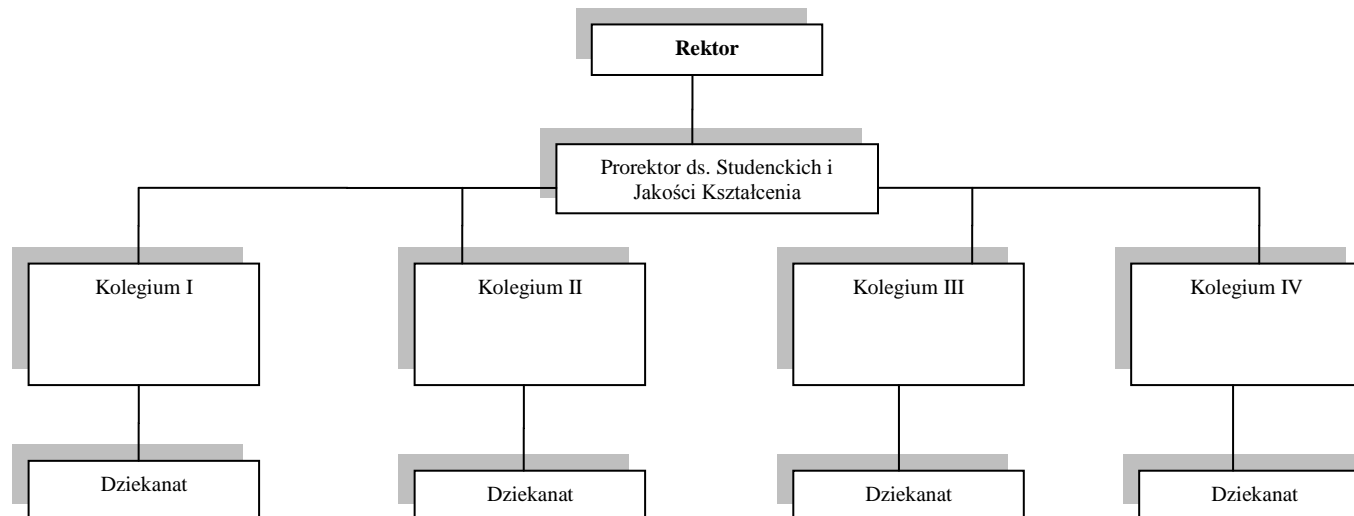 Rektor
Prorektor ds. Studenckich i
Jakości Kształcenia
Kolegium I
Kolegium II
Kolegium III
Kolegium IV
Dziekanat
Dziekanat
Dziekanat
Dziekanat